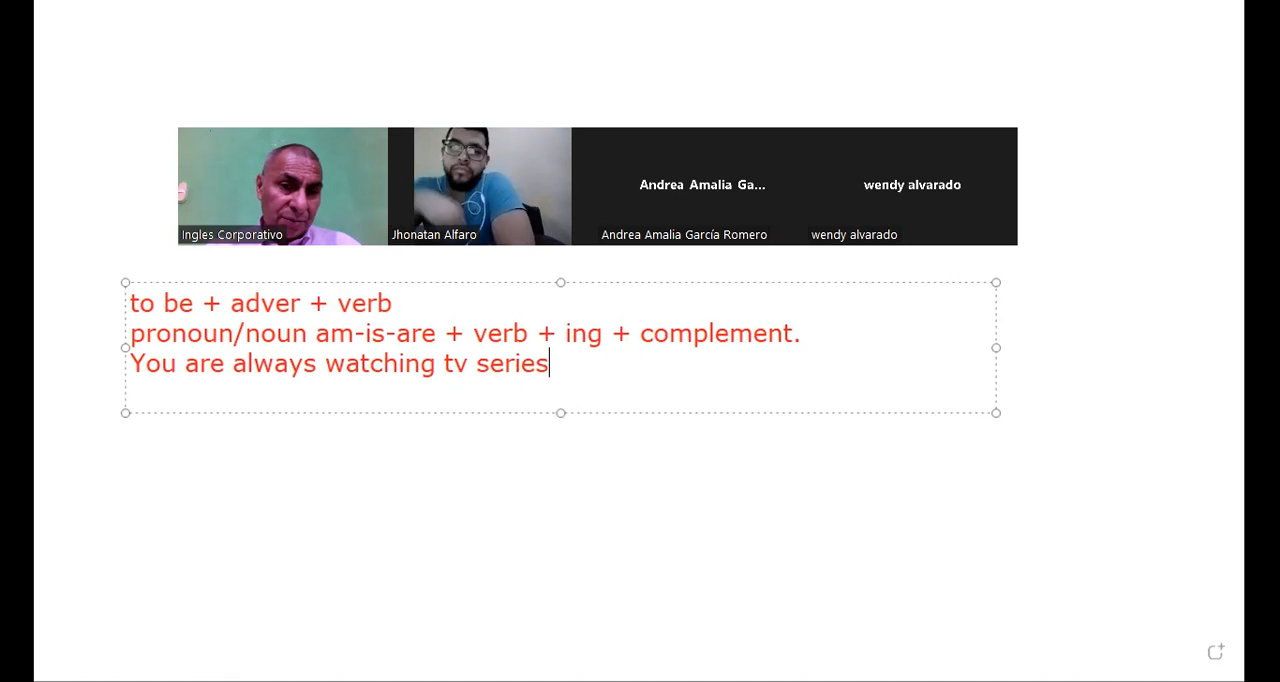 Andrea Amalia Ga...
wendy alvarado
Ingles Corporativo
Jhonatan Alfaro
Andrea Amalia García Romero
wendy alvarado
to be + adver + verb
pronoun/noun am-is-are + verb + ing + complement.
You are always watching tv series